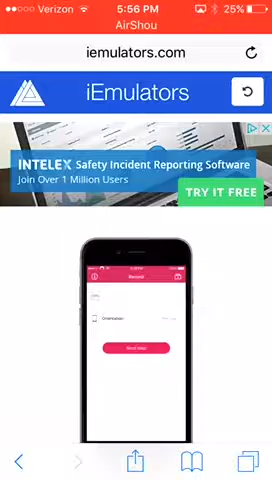 Verizon 5:56 PM 25%
AirShou
iemulators.com
iEmulators
INTELEX Safety Incident Reporting Software
Join Over 1 Million Users
TRY IT FREE
Record
Orientation